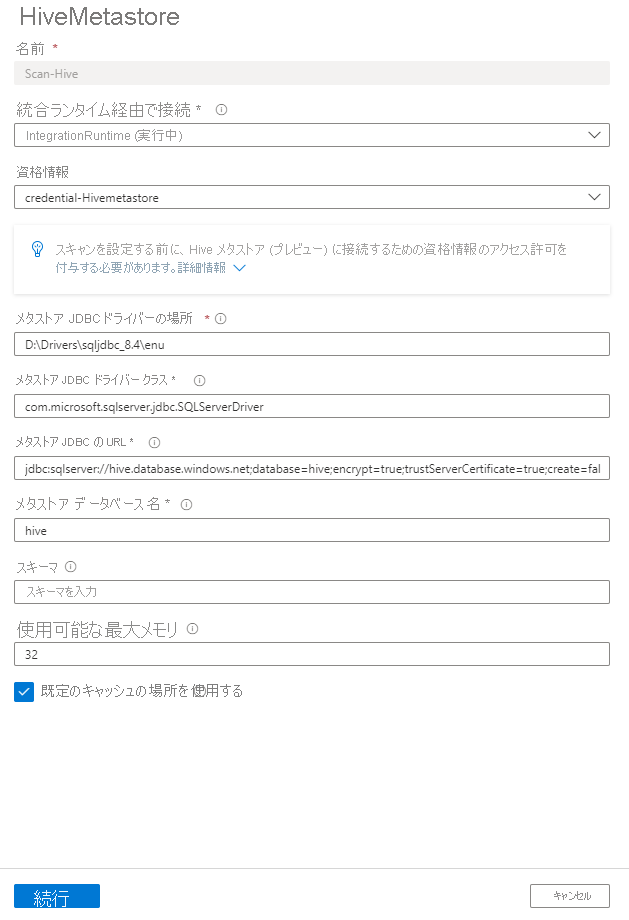 HiveMetastore
名前 *
Scan-Hive
統合ランタイム経由で接続 *
IntegrationRuntime (実行中)
資格情報
credential-Hivemetastore
スキャンを設定する前に、Hive メタストア (プレビュー) に接続するための資格情報のアクセス許可を
付与する必要があります。詳細情報
メタストア JDBC ドライバーの場所 *
D:\Drivers\sqljdbc_8.4\enu
メタストア JDBC ドライバー クラス *
com.microsoft.sqlserver.jdbc.SQLServerDriver
メタストア JDBC の URL *
jdbc:sqlserver://hive.database.windows.net;database=hive;encrypt=true;trustServerCertificate=true;create=fal
メタストア データベース名 *
hive
スキーマ
スキーマを入力
使用可能な最大メモリ
32
既定のキャッシュの場所を使用する
続行
キャンセル